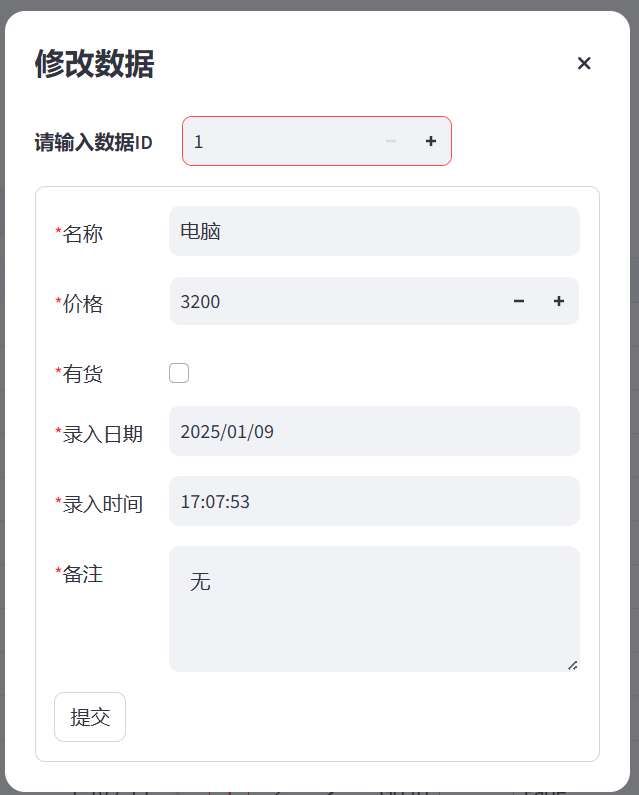 修改数据
请输入数据ID 1
*名称 电脑
*价格 3200
*有货
*录入日期 2025/01/09
*录入时间 17:07:53
*备注 无
提交